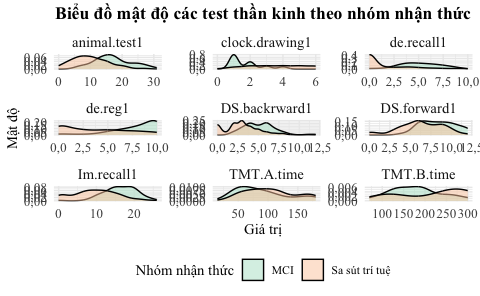 Biểu đồ mật độ các test thần kinh theo nhóm nhận thức
animal.test1 clock.drawing1 de.recall1
0 10 20 30 0 2 4 6 0,0 2,5 5,0 7,5 10,0
de.reg1 DS.backrward1 DS.forward1
0,0 2,5 5,0 7,5 10,0 0,0 2,5 5,0 7,5 10,0 12,5 0,0 2,5 5,0 7,5 10,0 12,5
Im.recall1 TMT.A.time TMT.B.time
0 10 20 50 100 150 100 150 200 250 300
Mật độ
Giá trị
Nhóm nhận thức MCI Sa sút trí tuệ